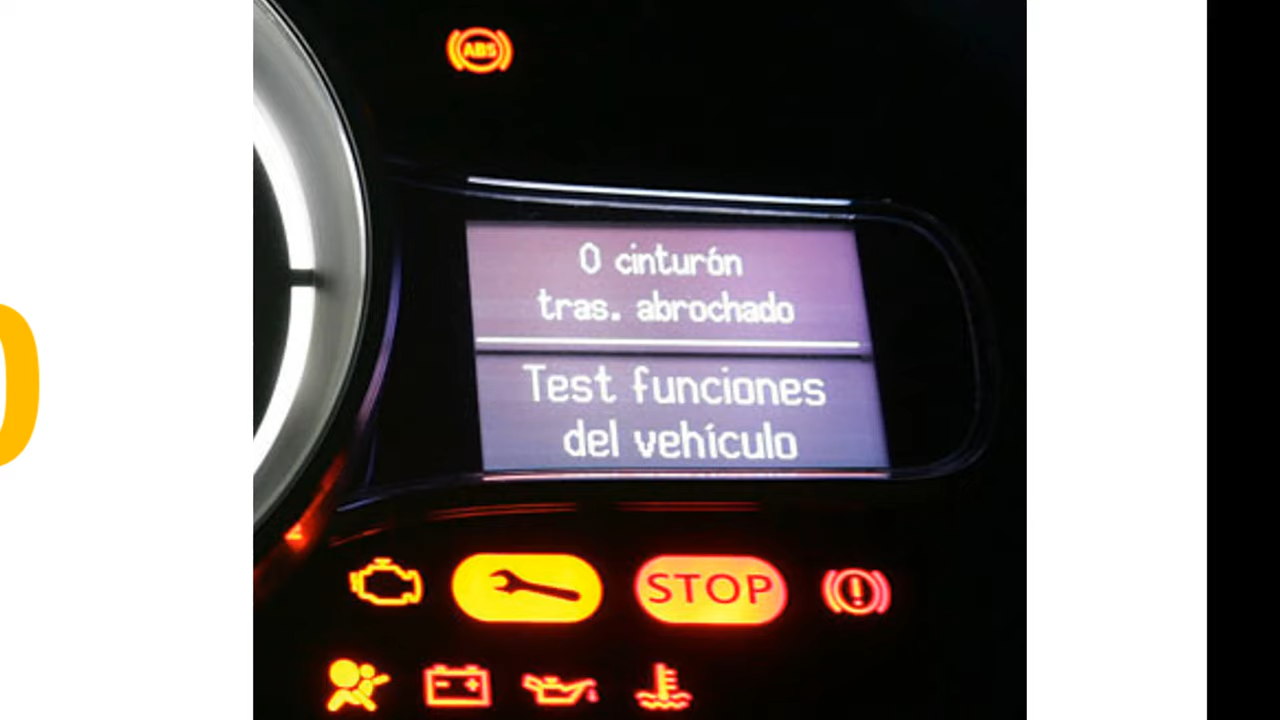 ABS
0 cinturón
tras. abrochado
Test funciones
del vehículo
STOP